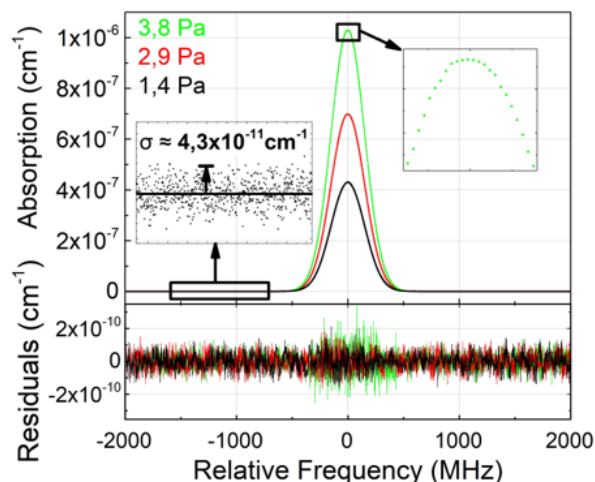 3,8 Pa
2,9 Pa
1,4 Pa
σ ≈ 4,3x10⁻¹¹cm⁻¹
Absorption (cm⁻¹)
1x10⁻⁶
8x10⁻⁷
6x10⁻⁷
4x10⁻⁷
2x10⁻⁷
0
Residuals (cm⁻¹)
2x10⁻¹⁰
0
-2x10⁻¹⁰
-2000 -1000 0 1000 2000
Relative Frequency (MHz)